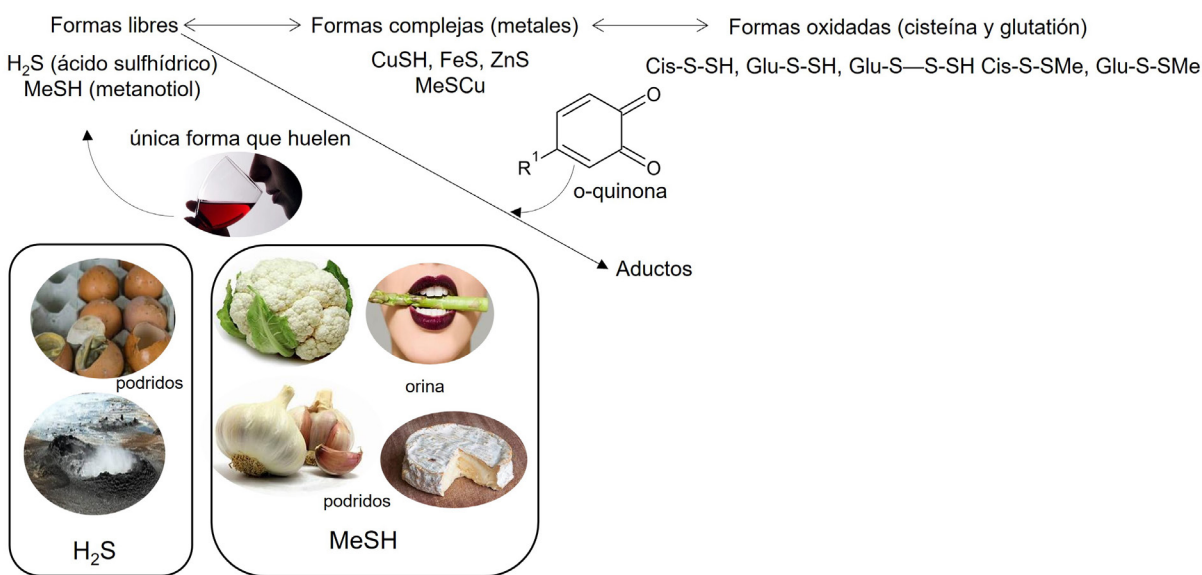 Formas libres
Formas complejas (metales)
Formas oxidadas (cisteína y glutatión)
H₂S (ácido sulfhídrico)
MeSH (metanotiol)
CuSH, FeS, ZnS
MeSCu
Cis-S-SH, Glu-S-SH, Glu-S—S-SH Cis-S-SMe, Glu-S-SMe
única forma que huelen
O
O
R¹
o-quinona
Aductos
podridos
orina
podridos
H₂S
MeSH